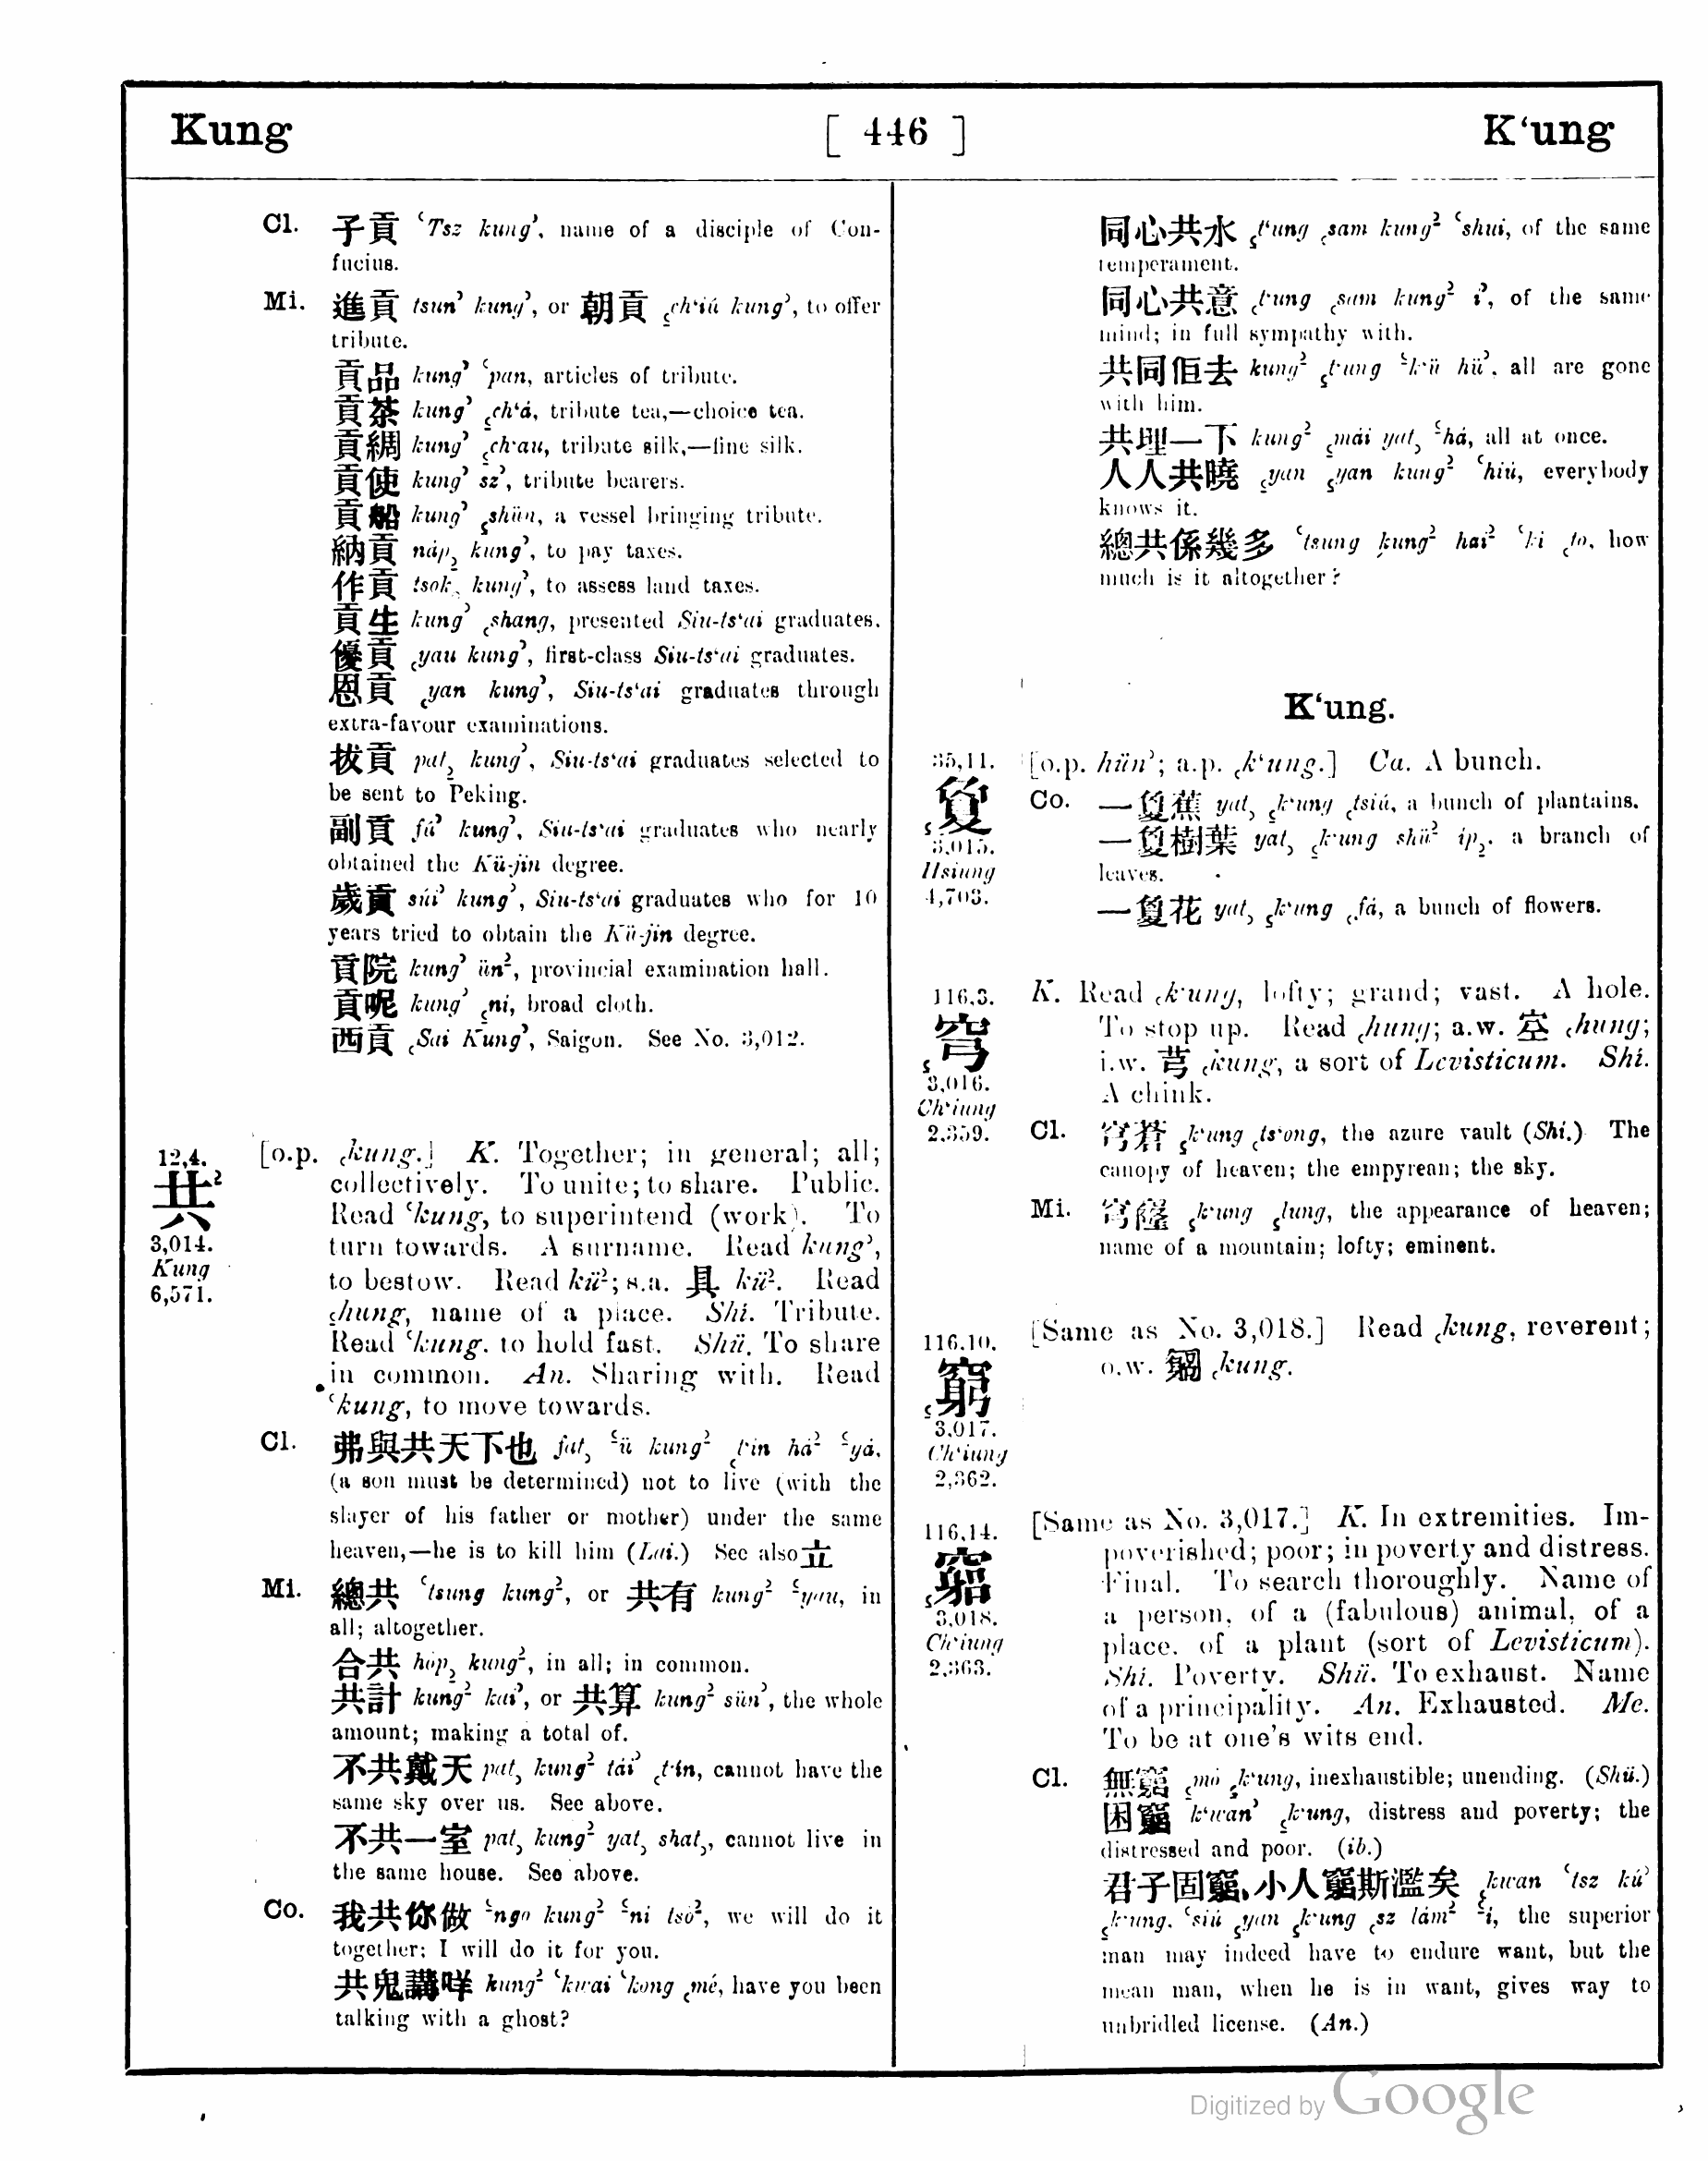 Kung
[ 446 ]
K‘ung
Cl. 子貢 ‘Tsz kung’, name of a disciple of Con-
fucius.
Mi. 進貢 tsun’ kung’, or 朝貢 ch‘iú kung’, to offer
tribute.
貢品 kung’ ‘pan, articles of tribute.
貢茶 kung’ ch‘á, tribute tea,—choice tea.
貢綢 kung’ ch‘au, tribute silk,—fine silk.
貢使 kung’ sz’, tribute bearers.
貢船 kung’ shün, a vessel bringing tribute.
納貢 náp, kung’, to pay taxes.
作貢 tsok, kung’, to assess land taxes.
貢生 kung’ shang, presented Siu-ts‘ai graduates.
優貢 yau kung’, first-class Siu-ts‘ai graduates.
恩貢 yan kung’, Siu-ts‘ai graduates through
extra-favour examinations.
拔貢 pat, kung’, Siu-ts‘ai graduates selected to
be sent to Peking.
副貢 fú’ kung’, Siu-ts‘ai graduates who nearly
obtained the Kü-jin degree.
歲貢 súi’ kung’, Siu-ts‘ai graduates who for 10
years tried to obtain the Kü-jin degree.
貢院 kung’ ün², provincial examination hall.
貢呢 kung’ ni, broad cloth.
西貢 Sai Kung’, Saigon. See No. 3,012.
12,4.
共²
3,014.
Kung
6,571.
[o.p. kung.] K. Together; in general; all;
collectively. To unite; to share. Public.
Read ‘kung, to superintend (work). To
turn towards. A surname. Read kung’,
to bestow. Read kü²; s.a. 具 kü². Read
hung, name of a place. Shi. Tribute.
Read ‘kung. to hold fast. Shü. To share
in common. An. Sharing with. Read
‘kung, to move towards.
Cl. 弗與共天下也 fat, ‘ü kung² t‘in há² ‘yá.
(a son must be determined) not to live (with the
slayer of his father or mother) under the same
heaven,—he is to kill him (Lai.) See also 立
Mi. 總共 ‘tsung kung², or 共有 kung² ‘yau, in
all; altogether.
合共 hóp, kung², in all; in common.
共計 kung² kai’, or 共算 kung² sün’, the whole
amount; making a total of.
不共戴天 pat, kung² tái’ t‘in, cannot have the
same sky over us. See above.
不共一室 pat, kung² yat, shat,, cannot live in
the same house. See above.
Co. 我共你做 ‘ngo kung² ‘ni tsò², we will do it
together; I will do it for you.
共鬼講咩 kung² ‘kwai ‘kong mé, have you been
talking with a ghost?
同心共水 t‘ung sam kung² ‘shui, of the same
temperament.
同心共意 t‘ung sam kung² i’, of the same
mind; in full sympathy with.
共同佢去 kung² t‘ung ‘k‘ü hü’. all are gone
with him.
共埋一下 kung² mái yat, ‘há, all at once.
人人共曉 yan yan kung² ‘hiú, everybody
knows it.
總共係幾多 ‘tsung kung² hai² ‘ki to, how
much is it altogether?
K‘ung.
35,11.
敻
3,015.
Hsiung
4,703.
[o.p. hün’; a.p. k‘ung.] Ca. A bunch.
Co. 一敻蕉 yat, k‘ung tsiú, a bunch of plantains.
一敻樹葉 yat, k‘ung shü² íp,. a branch of
leaves.
一敻花 yat, k‘ung fá, a bunch of flowers.
116,3.
穹
3,016.
Ch‘iung
2,359.
K. Read k‘ung, lofty; grand; vast. A hole.
To stop up. Read hung; a.w. 空 hung;
i.w. 芎 kung, a sort of Levisticum. Shi.
A chink.
Cl. 穹蒼 k‘ung ts‘ong, the azure vault (Shi.) The
canopy of heaven; the empyrean; the sky.
Mi. 穹窿 k‘ung lung, the appearance of heaven;
name of a mountain; lofty; eminent.
116,10.
窮
3,017.
Ch‘iung
2,362.
[Same as No. 3,018.] Read kung, reverent;
o.w. kung.
116,14.
竆
3,018.
Ch‘iung
2,363.
[Same as No. 3,017.] K. In extremities. Im-
poverished; poor; in poverty and distress.
Final. To search thoroughly. Name of
a person, of a (fabulous) animal, of a
place, of a plant (sort of Levisticum).
Shi. Poverty. Shü. To exhaust. Name
of a principality. An. Exhausted. Me.
To be at one’s wits end.
Cl. 無竆 mò k‘ung, inexhaustible; unending. (Shü.)
困竆 k‘wan’ k‘ung, distress and poverty; the
distressed and poor. (ib.)
君子固竆、小人竆斯濫矣 kwan ‘tsz kú’
k‘ung. ‘siú yan k‘ung sz lám² ‘i, the superior
man may indeed have to endure want, but the
mean man, when he is in want, gives way to
unbridled license. (An.)
Digitized by Google